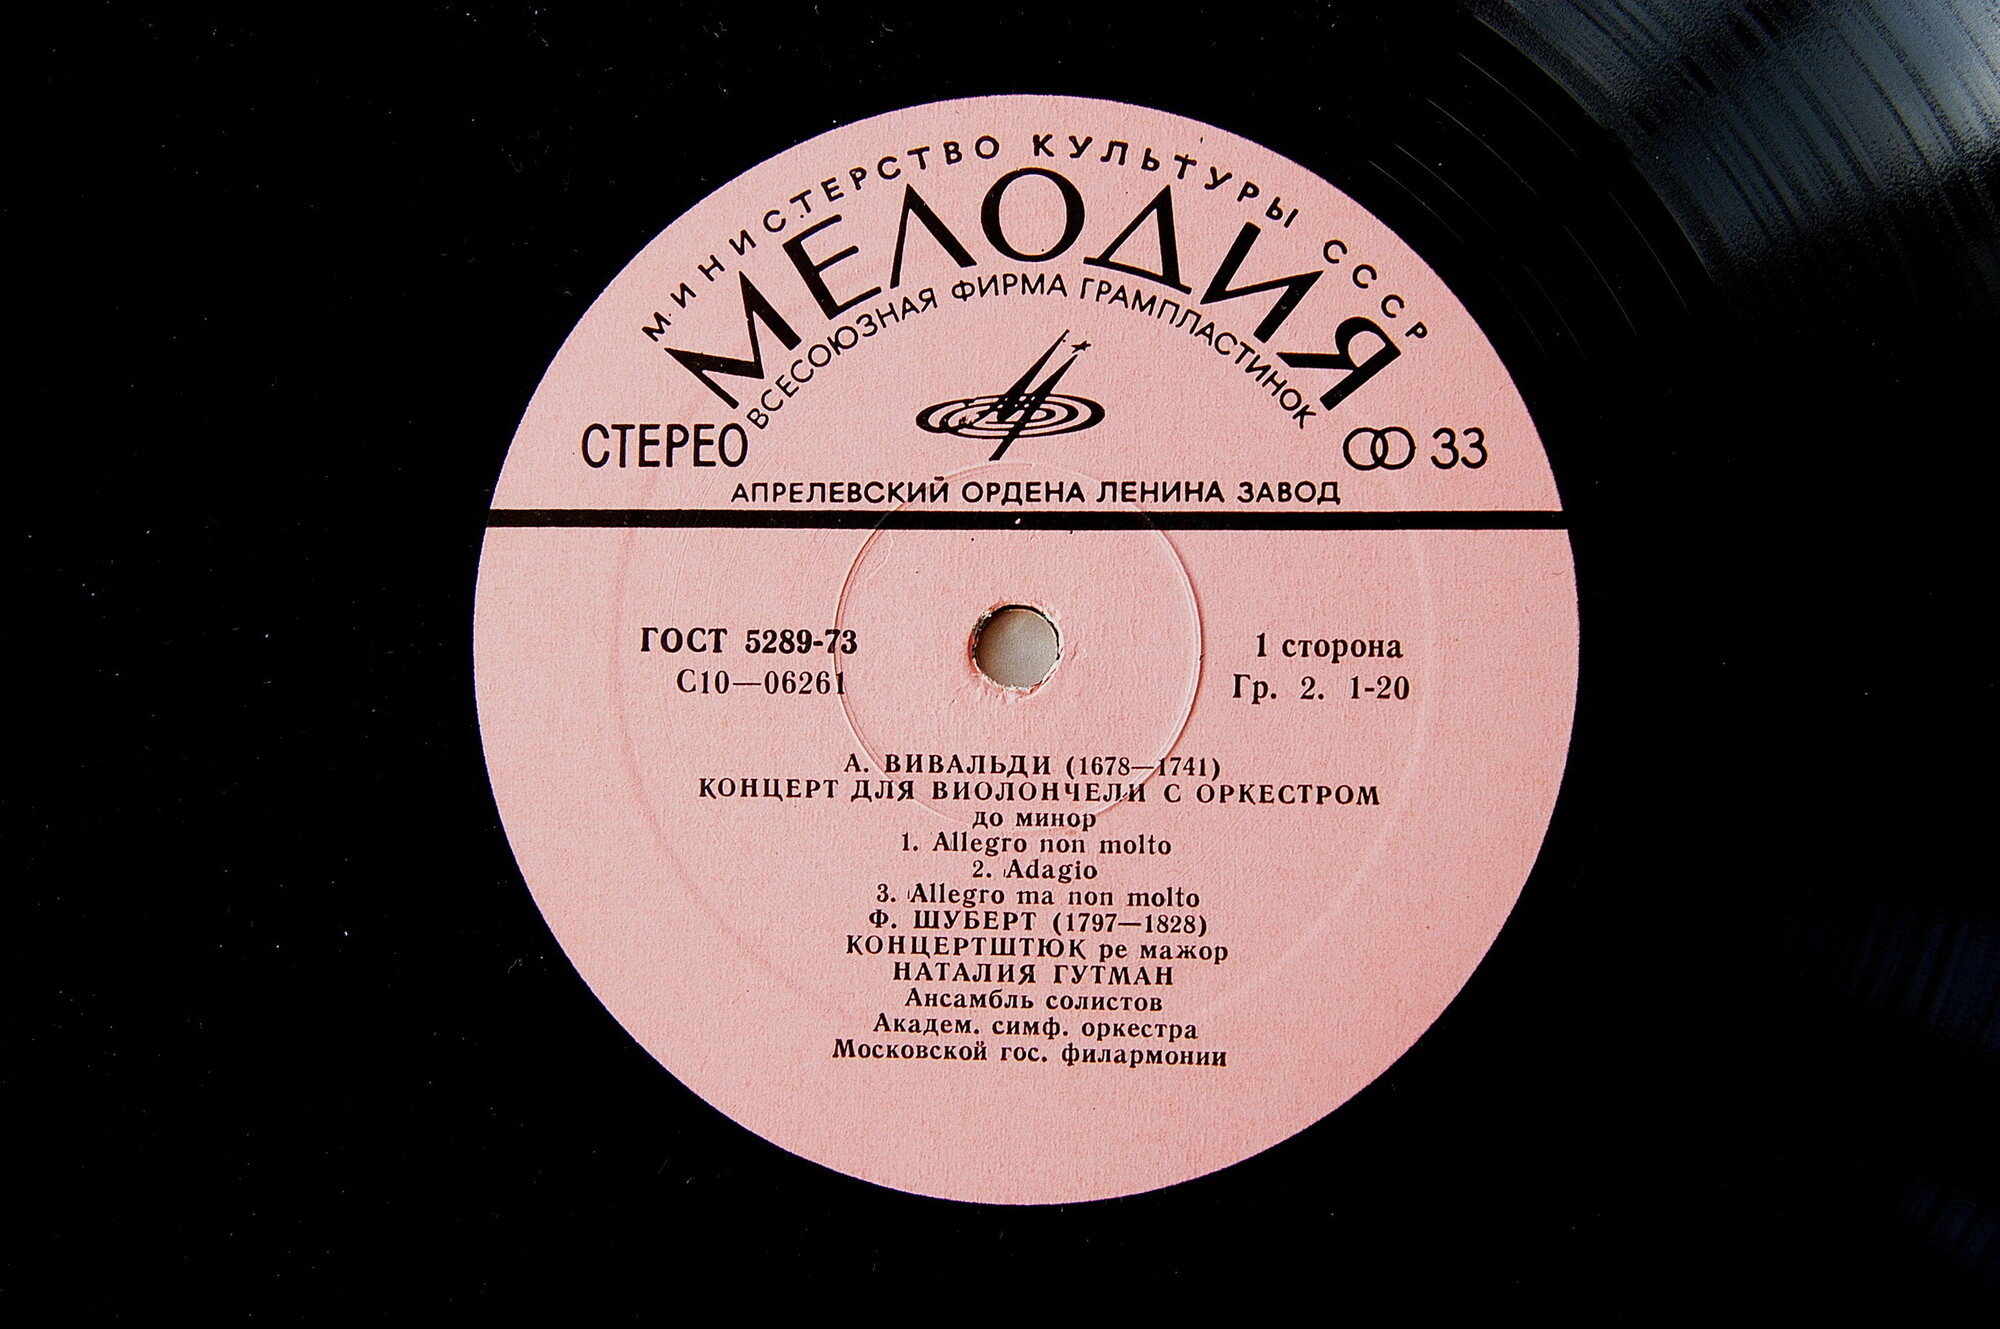 МИНИСТЕРСТВО КУЛЬТУРЫ СССР
МЕЛОДИЯ
ВСЕСОЮЗНАЯ ФИРМА ГРАМПЛАСТИНОК
СТЕРЕО
33
АПРЕЛЕВСКИЙ ОРДЕНА ЛЕНИНА ЗАВОД
ГОСТ 5289-73
С10—06261
1 сторона
Гр. 2. 1-20
А. ВИВАЛЬДИ (1678—1741)
КОНЦЕРТ ДЛЯ ВИОЛОНЧЕЛИ С ОРКЕСТРОМ
до минор
1. Allegro non molto
2. Adagio
3. Allegro ma non molto
Ф. ШУБЕРТ (1797—1828)
КОНЦЕРТШТЮК ре мажор
НАТАЛИЯ ГУТМАН
Ансамбль солистов
Академ. симф. оркестра
Московской гос. филармонии